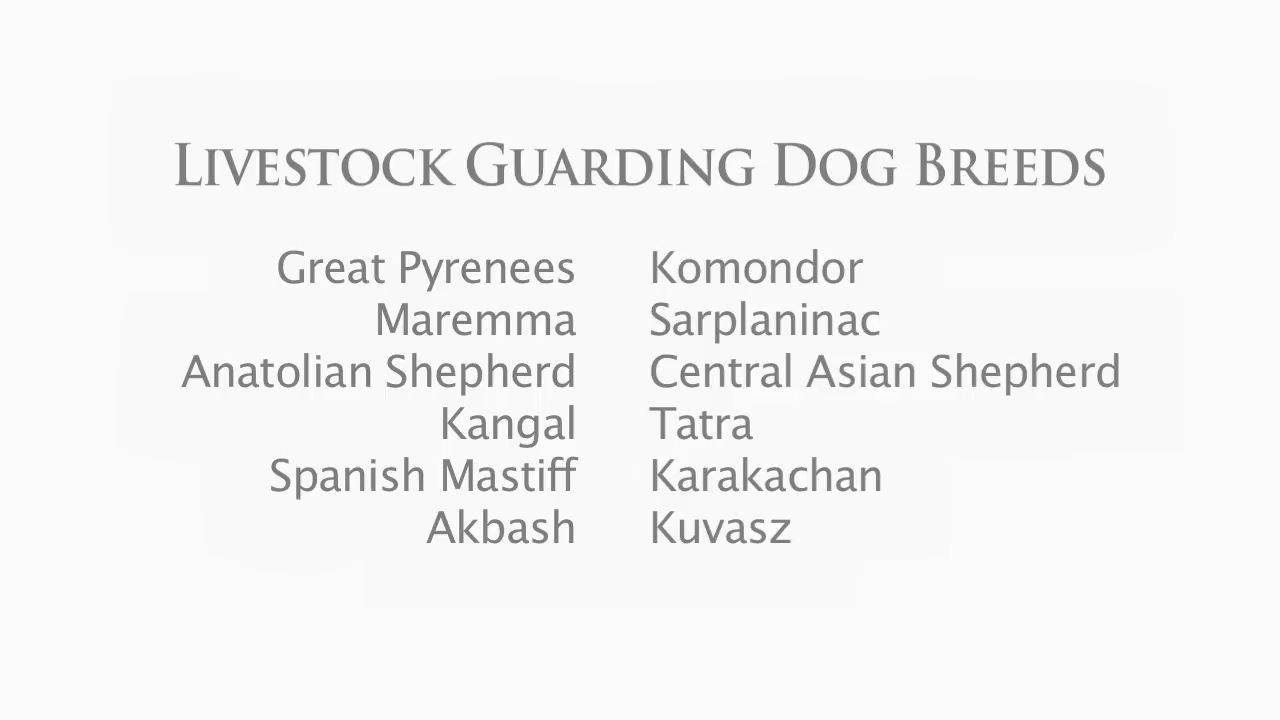 LIVESTOCK GUARDING DOG BREEDS
Great Pyrenees Komondor
Maremma Sarplaninac
Anatolian Shepherd Central Asian Shepherd
Kangal Tatra
Spanish Mastiff Karakachan
Akbash Kuvasz